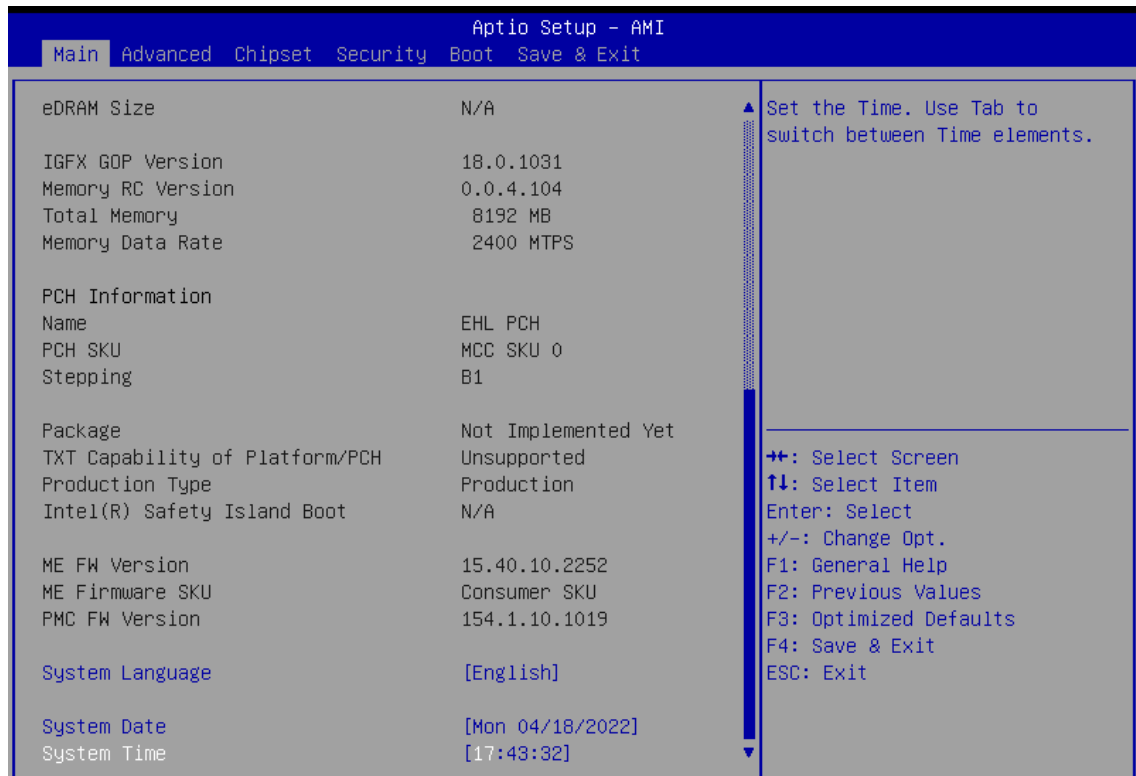 Aptio Setup – AMI
Main Advanced Chipset Security Boot Save & Exit
eDRAM Size N/A
IGFX GOP Version 18.0.1031
Memory RC Version 0.0.4.104
Total Memory 8192 MB
Memory Data Rate 2400 MTPS
PCH Information
Name EHL PCH
PCH SKU MCC SKU 0
Stepping B1
Package Not Implemented Yet
TXT Capability of Platform/PCH Unsupported
Production Type Production
Intel(R) Safety Island Boot N/A
ME FW Version 15.40.10.2252
ME Firmware SKU Consumer SKU
PMC FW Version 154.1.10.1019
System Language [English]
System Date [Mon 04/18/2022]
System Time [17:43:32]
Set the Time. Use Tab to
switch between Time elements.
→←: Select Screen
↑↓: Select Item
Enter: Select
+/-: Change Opt.
F1: General Help
F2: Previous Values
F3: Optimized Defaults
F4: Save & Exit
ESC: Exit